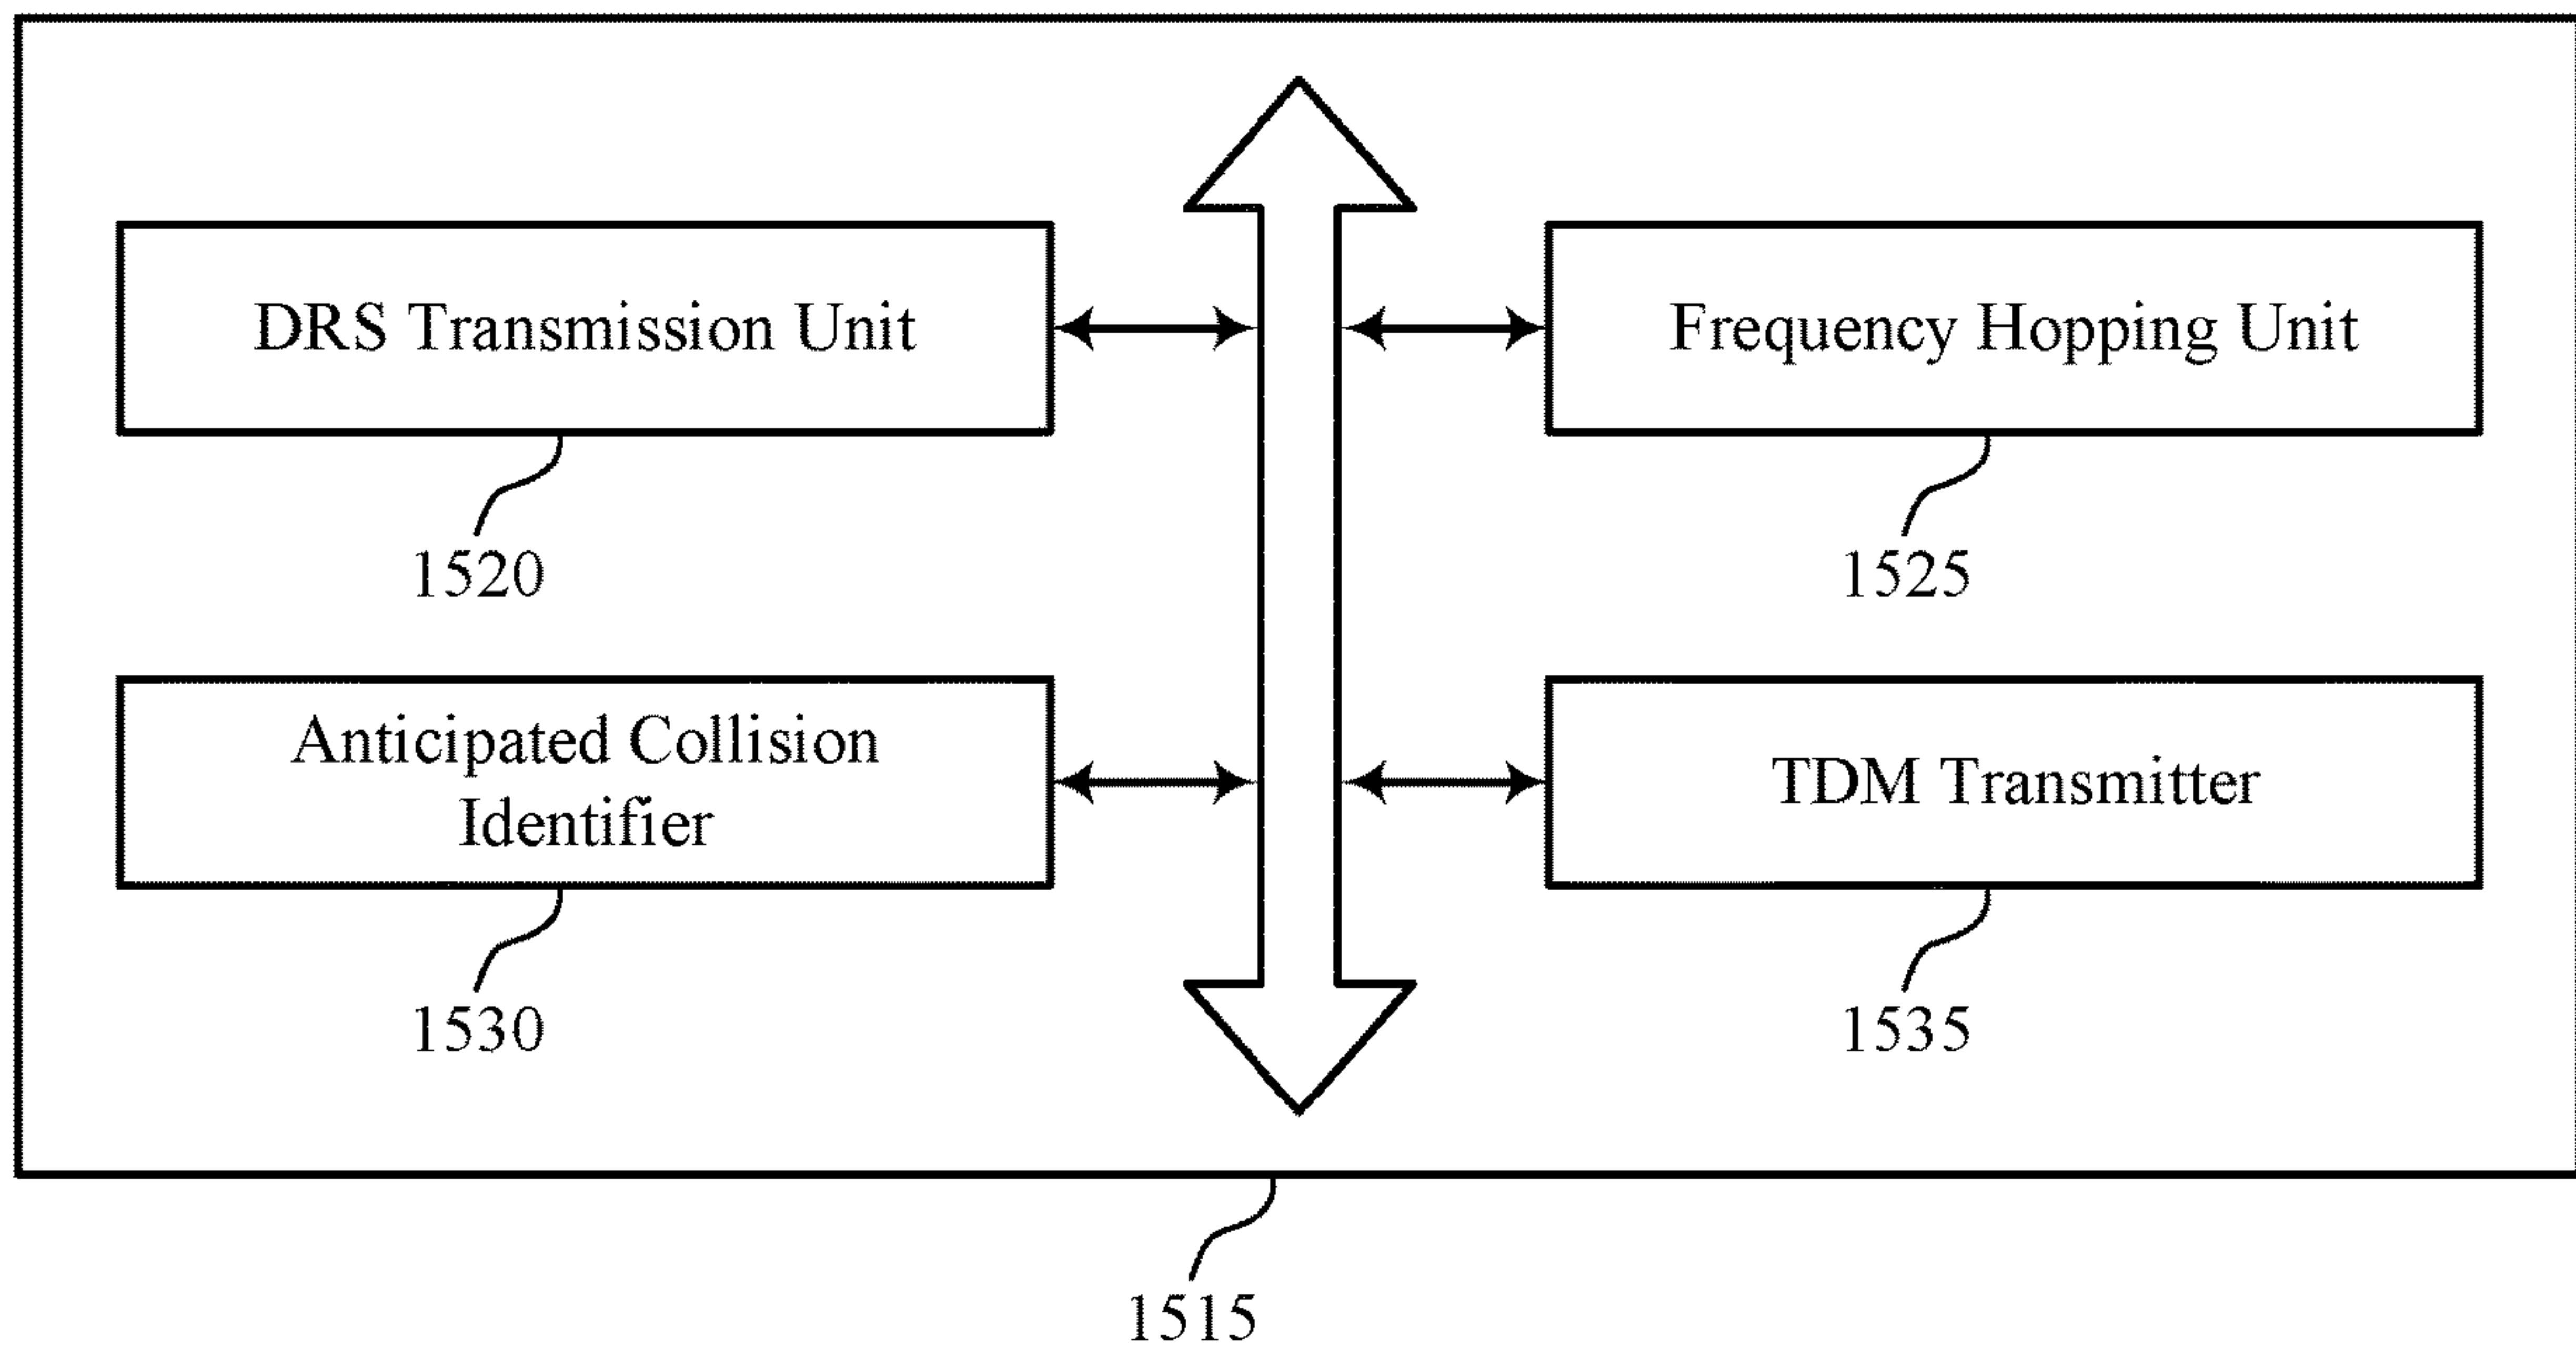 DRS Transmission Unit
Frequency Hopping Unit
1520
1525
Anticipated Collision
Identifier
TDM Transmitter
1530
1535
1515